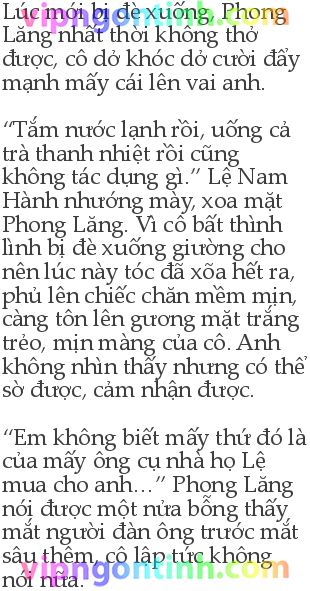 Lúc mới bị đè xuống, Phong
Lăng nhất thời không thở
được, cô dở khóc dở cười đẩy
mạnh mấy cái lên vai anh.
“Tắm nước lạnh rồi, uống cả
trà thanh nhiệt rồi cũng
không tác dụng gì.” Lệ Nam
Hành nhướng mày, xoa mặt
Phong Lăng. Vì cô bất thình
lình bị đè xuống giường cho
nên lúc này tóc đã xõa hết ra,
phủ lên chiếc chăn mềm mịn,
càng tôn lên gương mặt trắng
trẻo, mịn màng của cô. Anh
không nhìn thấy nhưng có thể
sờ được, cảm nhận được.
“Em không biết mấy thứ đó là
của mấy ông cụ nhà họ Lệ
mua cho anh…” Phong Lăng
nói được một nửa bỗng thấy
mắt người đàn ông trước mắt
sâu thêm, cô lập tức không
nói nữa.
vipngontinh.com
vipngontinh.com